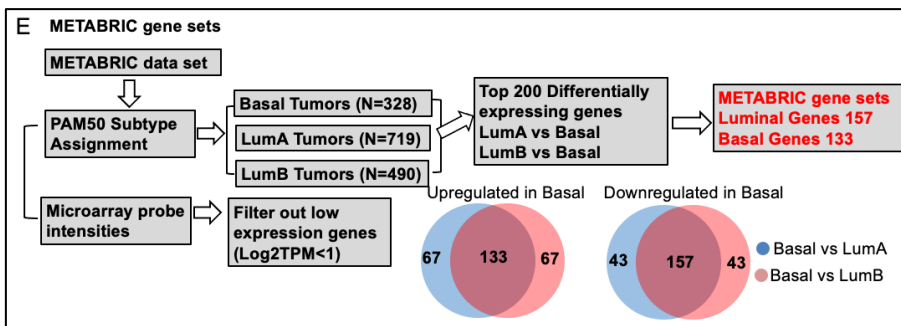 E METABRIC gene sets
METABRIC data set
PAM50 Subtype
Assignment
Basal Tumors (N=328)
LumA Tumors (N=719)
LumB Tumors (N=490)
Top 200 Differentially
expressing genes
LumA vs Basal
LumB vs Basal
METABRIC gene sets
Luminal Genes 157
Basal Genes 133
Microarray probe
intensities
Filter out low
expression genes
(Log2TPM<1)
Upregulated in Basal
67 133 67
Downregulated in Basal
43 157 43
Basal vs LumA
Basal vs LumB